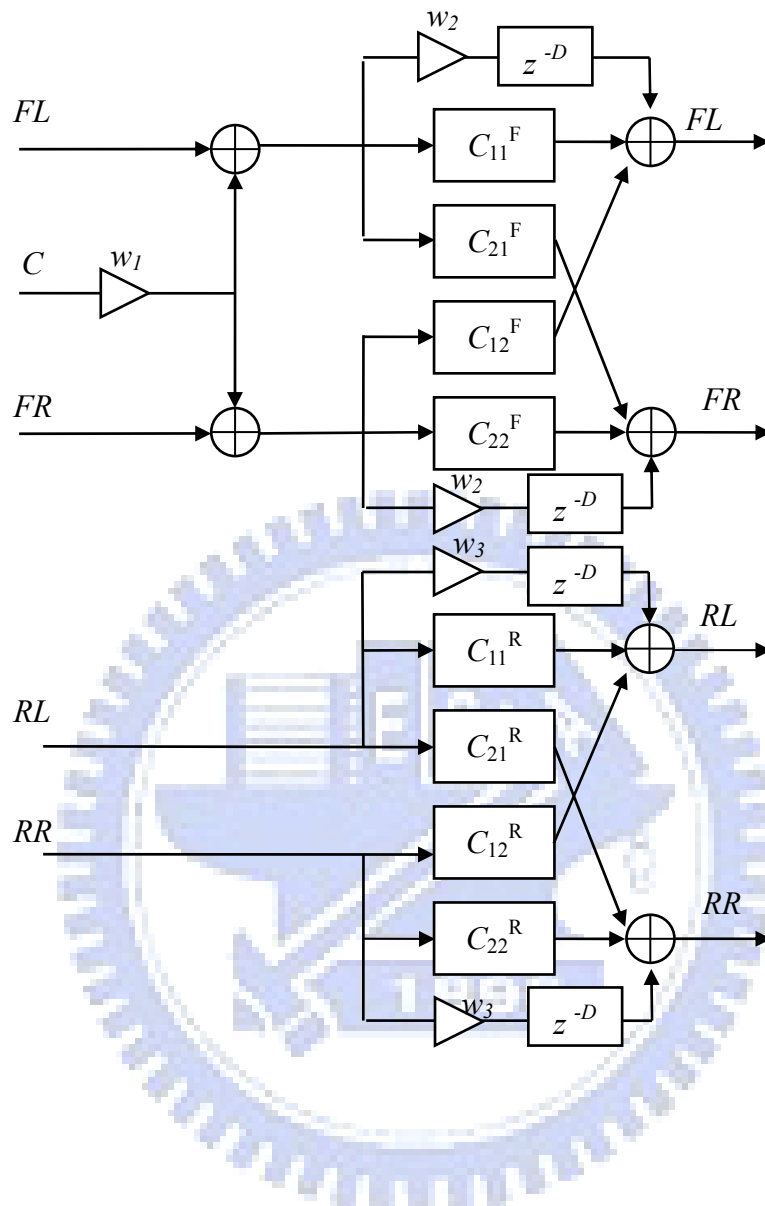 w₂
z⁻ᴰ
FL
C₁₁ᶠ
FL
C₂₁ᶠ
C
w₁
C₁₂ᶠ
FR
C₂₂ᶠ
FR
w₂
z⁻ᴰ
w₃
z⁻ᴰ
C₁₁ᴿ
RL
RL
C₂₁ᴿ
RR
C₁₂ᴿ
C₂₂ᴿ
RR
w₃
z⁻ᴰ